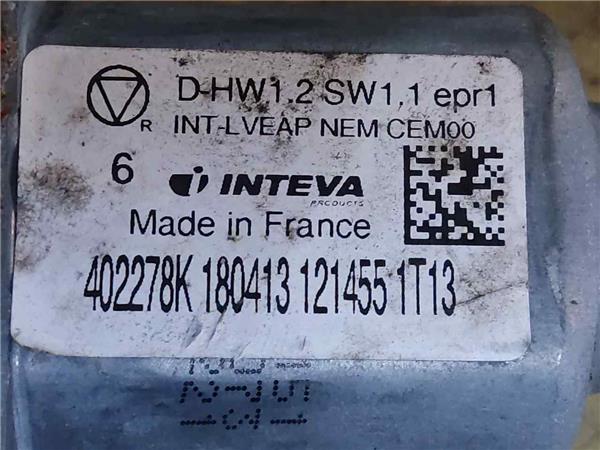 D-HW1.2 SW1.1 epr1
R INT-LVEAP NEM CEM00
6 INTEVA
PRODUCTS
Made in France
402278K 180413 121455 1T13